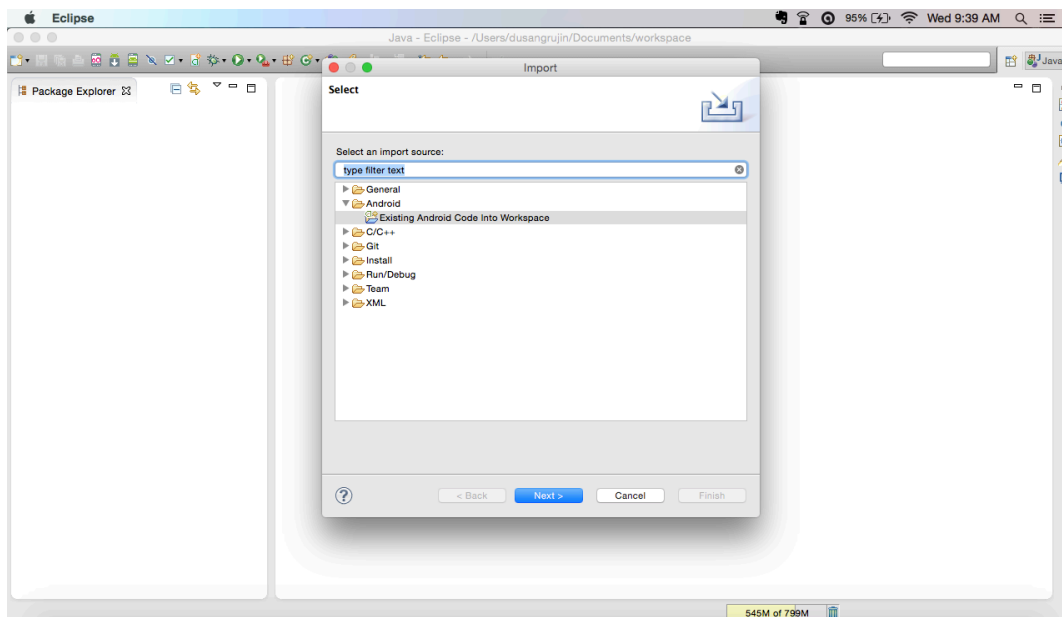 Eclipse 95% Wed 9:39 AM
Java - Eclipse - /Users/dusangrujin/Documents/workspace
Import
Java
Package Explorer
Select
Select an import source:
type filter text
General
Android
Existing Android Code Into Workspace
C/C++
Git
Install
Run/Debug
Team
XML
? < Back Next > Cancel Finish
545M of 799M